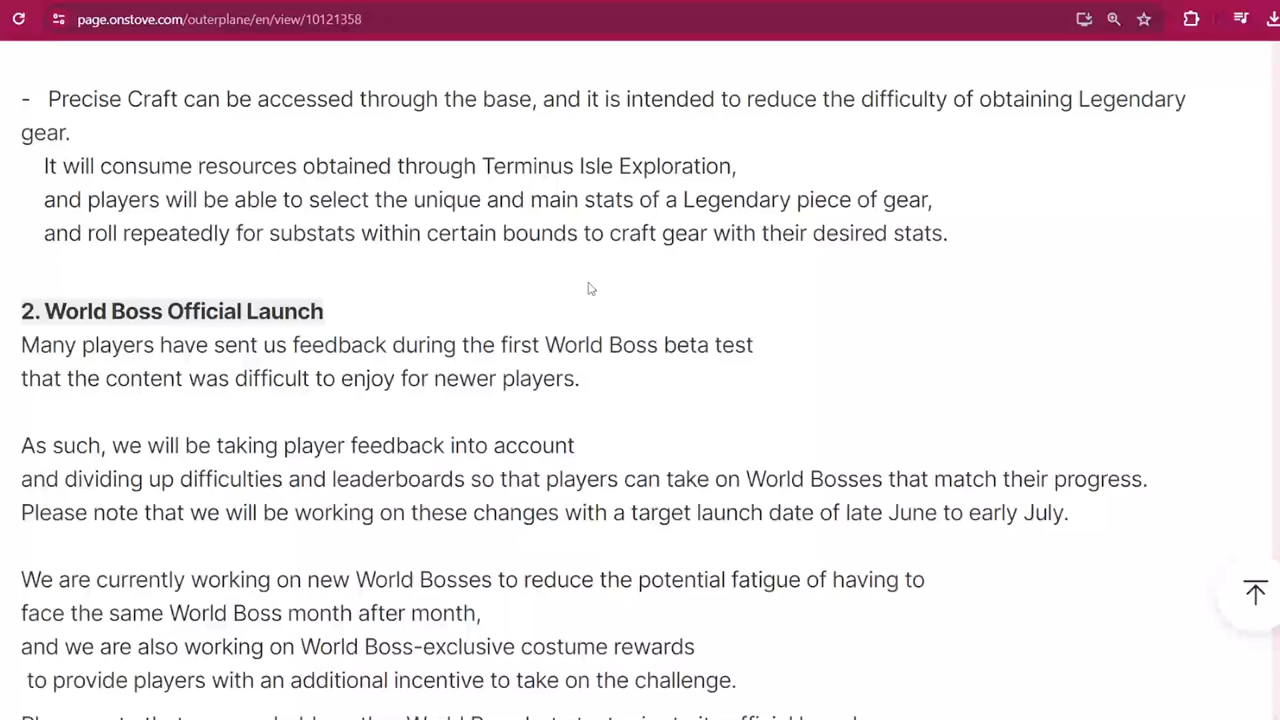 page.onstove.com/outerplane/en/view/10121358
- Precise Craft can be accessed through the base, and it is intended to reduce the difficulty of obtaining Legendary
gear.
It will consume resources obtained through Terminus Isle Exploration,
and players will be able to select the unique and main stats of a Legendary piece of gear,
and roll repeatedly for substats within certain bounds to craft gear with their desired stats.
2. World Boss Official Launch
Many players have sent us feedback during the first World Boss beta test
that the content was difficult to enjoy for newer players.
As such, we will be taking player feedback into account
and dividing up difficulties and leaderboards so that players can take on World Bosses that match their progress.
Please note that we will be working on these changes with a target launch date of late June to early July.
We are currently working on new World Bosses to reduce the potential fatigue of having to
face the same World Boss month after month,
and we are also working on World Boss-exclusive costume rewards
to provide players with an additional incentive to take on the challenge.